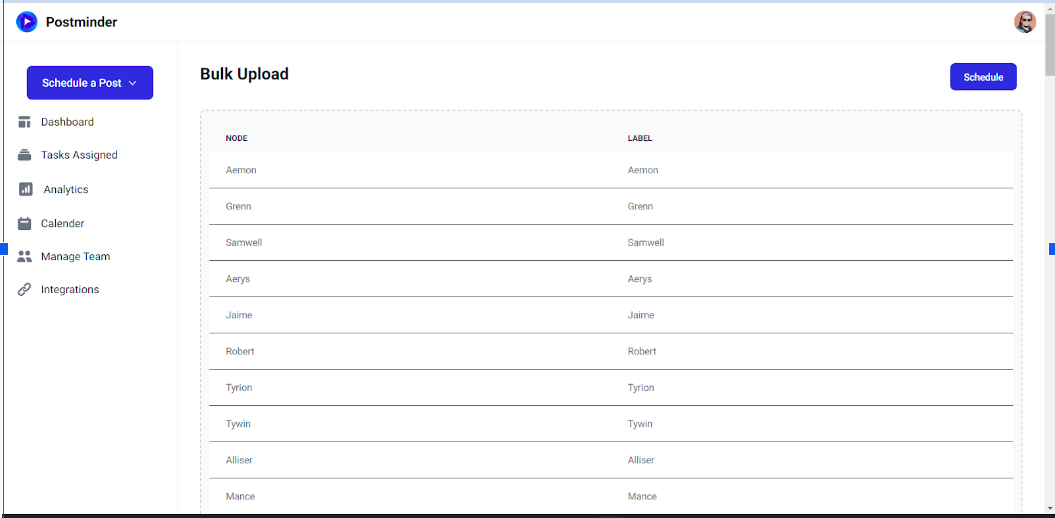 Postminder
Schedule a Post
Dashboard
Tasks Assigned
Analytics
Calender
Manage Team
Integrations
Bulk Upload
Schedule
NODE LABEL
Aemon Aemon
Grenn Grenn
Samwell Samwell
Aerys Aerys
Jaime Jaime
Robert Robert
Tyrion Tyrion
Tywin Tywin
Alliser Alliser
Mance Mance